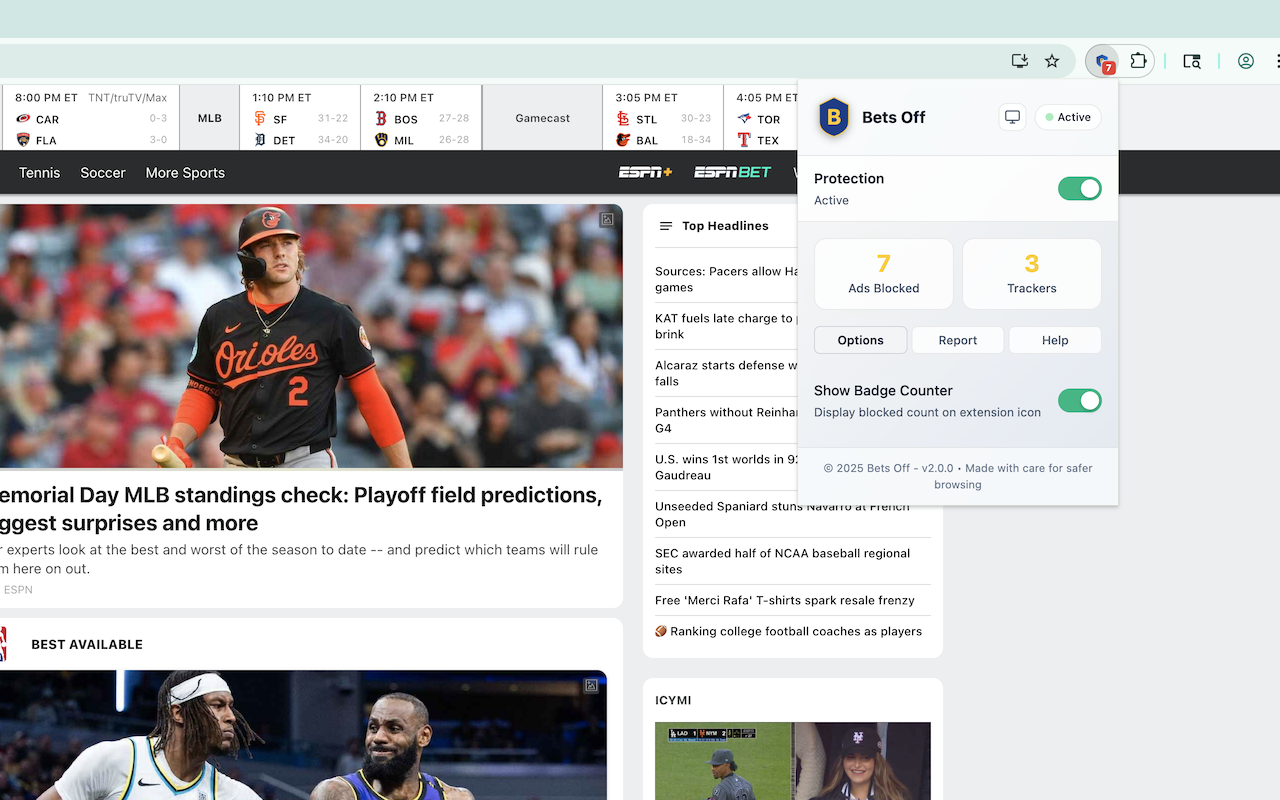 7
8:00 PM ET TNT/truTV/Max
CAR 0-3
FLA 3-0
MLB
1:10 PM ET
SF 31-22
DET 34-20
2:10 PM ET
BOS 27-28
MIL 26-28
Gamecast
3:05 PM ET
STL 30-23
BAL 18-34
4:05 PM ET
TOR
TEX
Tennis Soccer More Sports
ESPN+ ESPN BET
B Bets Off
Active
Protection
Active
7
Ads Blocked
3
Trackers
Options Report Help
Show Badge Counter
Display blocked count on extension icon
© 2025 Bets Off - v2.0.0 • Made with care for safer
browsing
Orioles
2
emorial Day MLB standings check: Playoff field predictions,
ggest surprises and more
r experts look at the best and worst of the season to date -- and predict which teams will rule
m here on out.
ESPN
BEST AVAILABLE
Top Headlines
Sources: Pacers allow Ha
games
KAT fuels late charge to
brink
Alcaraz starts defense w
falls
Panthers without Reinhar
G4
U.S. wins 1st worlds in 92
Gaudreau
Unseeded Spaniard stuns Navarro at French
Open
SEC awarded half of NCAA baseball regional
sites
Free 'Merci Rafa' T-shirts spark resale frenzy
🏈 Ranking college football coaches as players
ICYMI
LAD 1 NYM 2